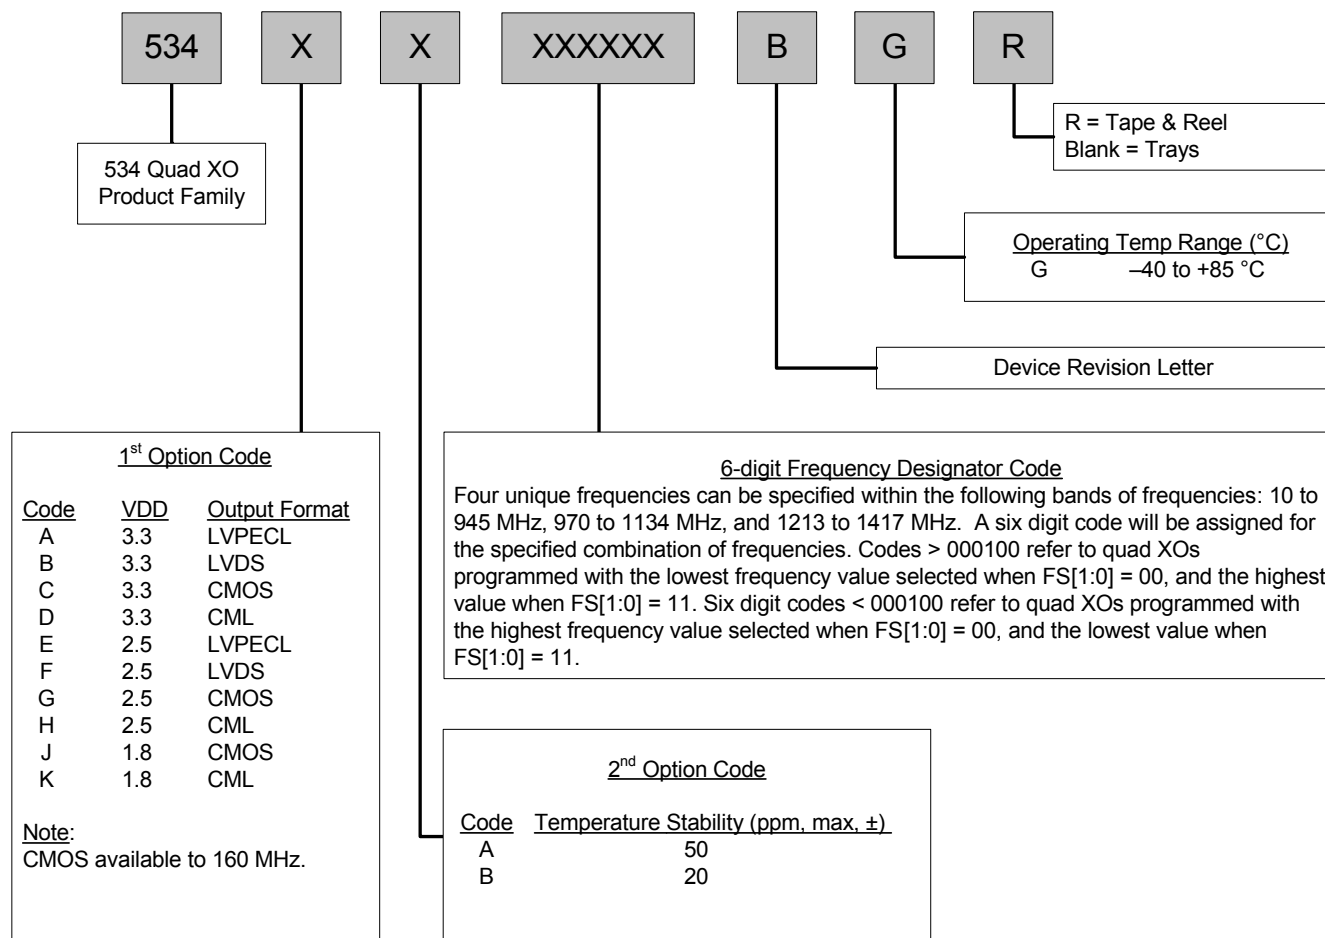 534 X X XXXXXX B G R
R = Tape & Reel
Blank = Trays
534 Quad XO
Product Family
Operating Temp Range (°C)
G –40 to +85 °C
Device Revision Letter
1st Option Code
Code VDD Output Format
A 3.3 LVPECL
B 3.3 LVDS
C 3.3 CMOS
D 3.3 CML
E 2.5 LVPECL
F 2.5 LVDS
G 2.5 CMOS
H 2.5 CML
J 1.8 CMOS
K 1.8 CML
Note:
CMOS available to 160 MHz.
6-digit Frequency Designator Code
Four unique frequencies can be specified within the following bands of frequencies: 10 to
945 MHz, 970 to 1134 MHz, and 1213 to 1417 MHz. A six digit code will be assigned for
the specified combination of frequencies. Codes > 000100 refer to quad XOs
programmed with the lowest frequency value selected when FS[1:0] = 00, and the highest
value when FS[1:0] = 11. Six digit codes < 000100 refer to quad XOs programmed with
the highest frequency value selected when FS[1:0] = 00, and the lowest value when
FS[1:0] = 11.
2nd Option Code
Code Temperature Stability (ppm, max, ±)
A 50
B 20